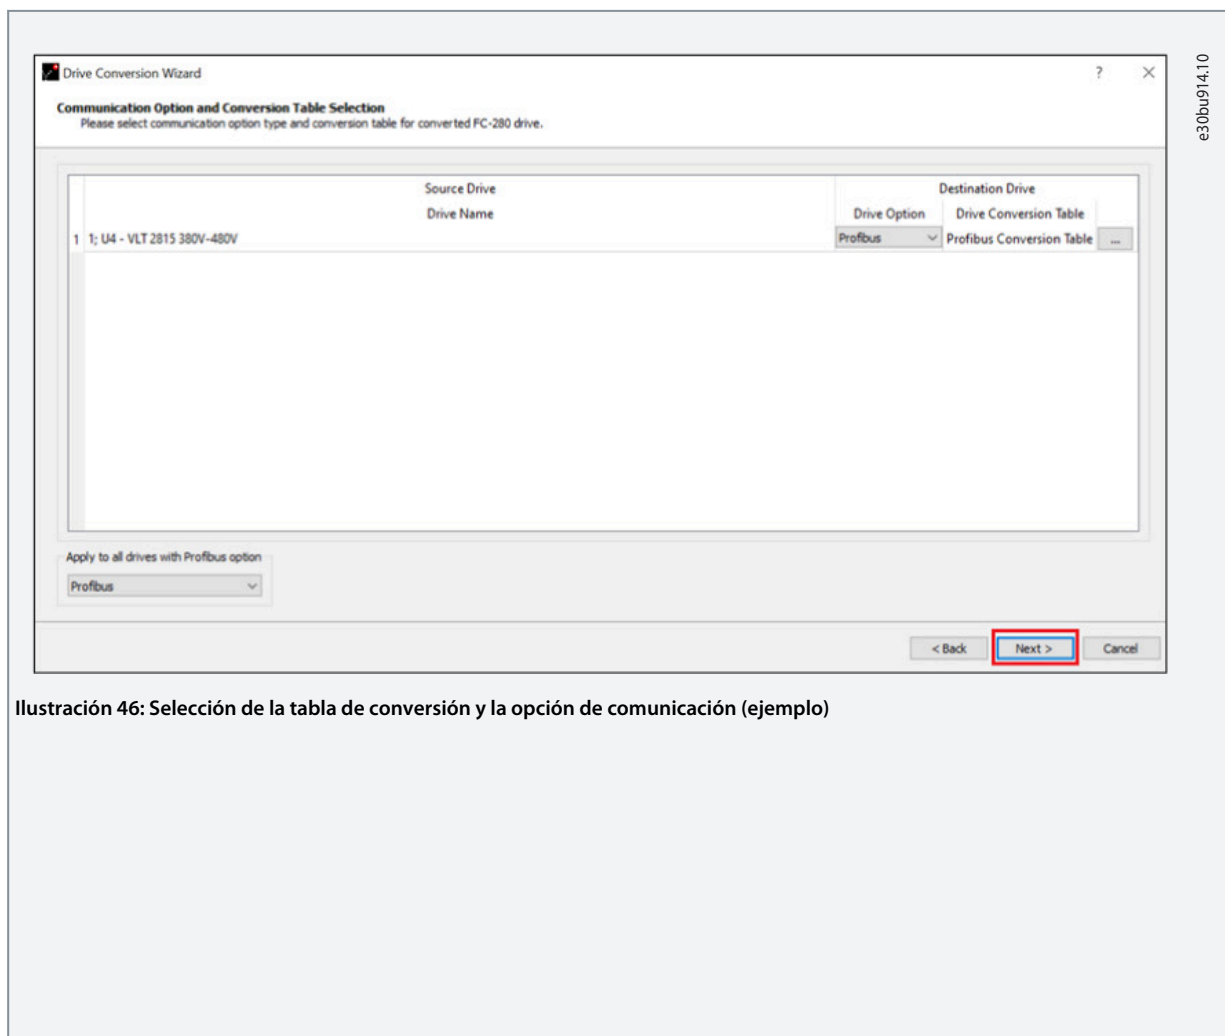 Drive Conversion Wizard
?
Communication Option and Conversion Table Selection
Please select communication option type and conversion table for converted FC-280 drive.
e30bu914.10
Source Drive Destination Drive
Drive Name Drive Option Drive Conversion Table
1 1; U4 - VLT 2815 380V-480V Profibus Profibus Conversion Table ...
Apply to all drives with Profibus option
Profibus
< Back Next > Cancel
Ilustración 46: Selección de la tabla de conversión y la opción de comunicación (ejemplo)